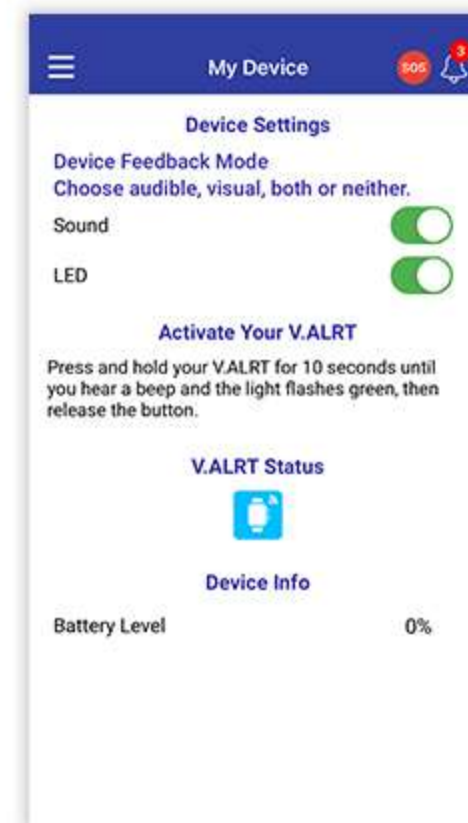 My Device
SOS
3
Device Settings
Device Feedback Mode
Choose audible, visual, both or neither.
Sound
LED
Activate Your V.ALRT
Press and hold your V.ALRT for 10 seconds until
you hear a beep and the light flashes green, then
release the button.
V.ALRT Status
Device Info
Battery Level 0%